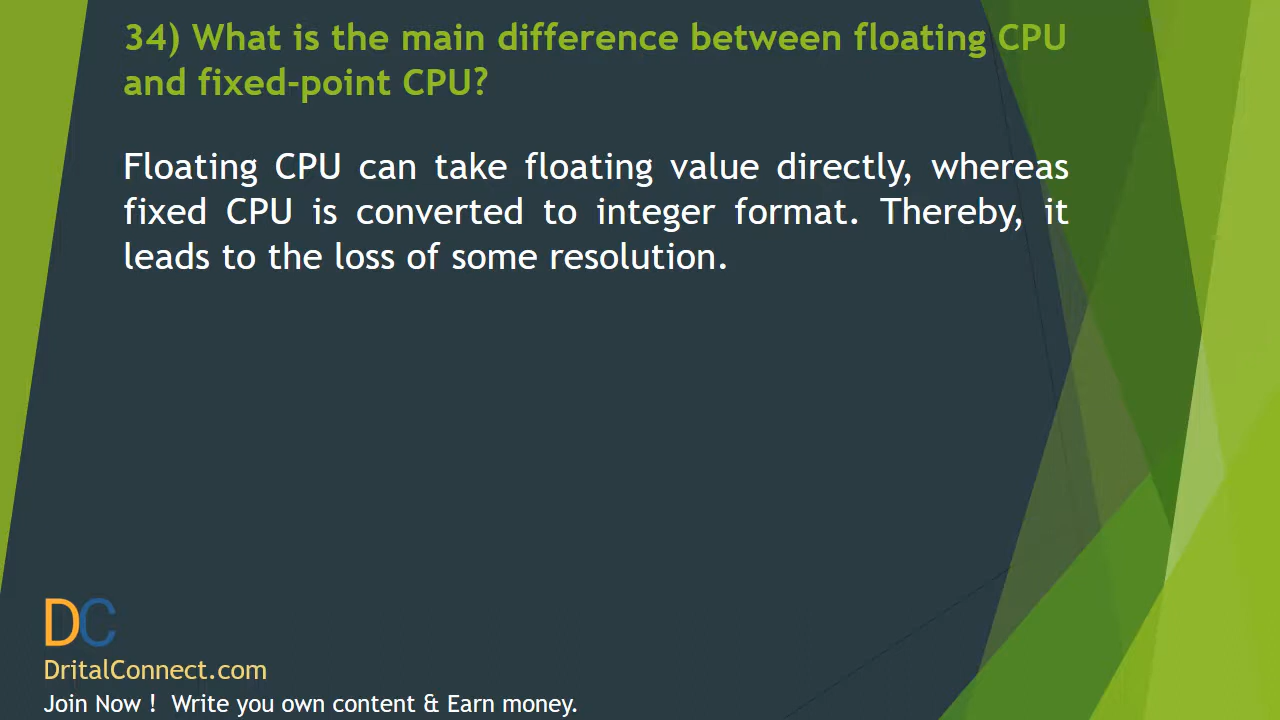 34) What is the main difference between floating CPU
and fixed-point CPU?
Floating CPU can take floating value directly, whereas
fixed CPU is converted to integer format. Thereby, it
leads to the loss of some resolution.
DC
DritalConnect.com
Join Now !  Write you own content & Earn money.